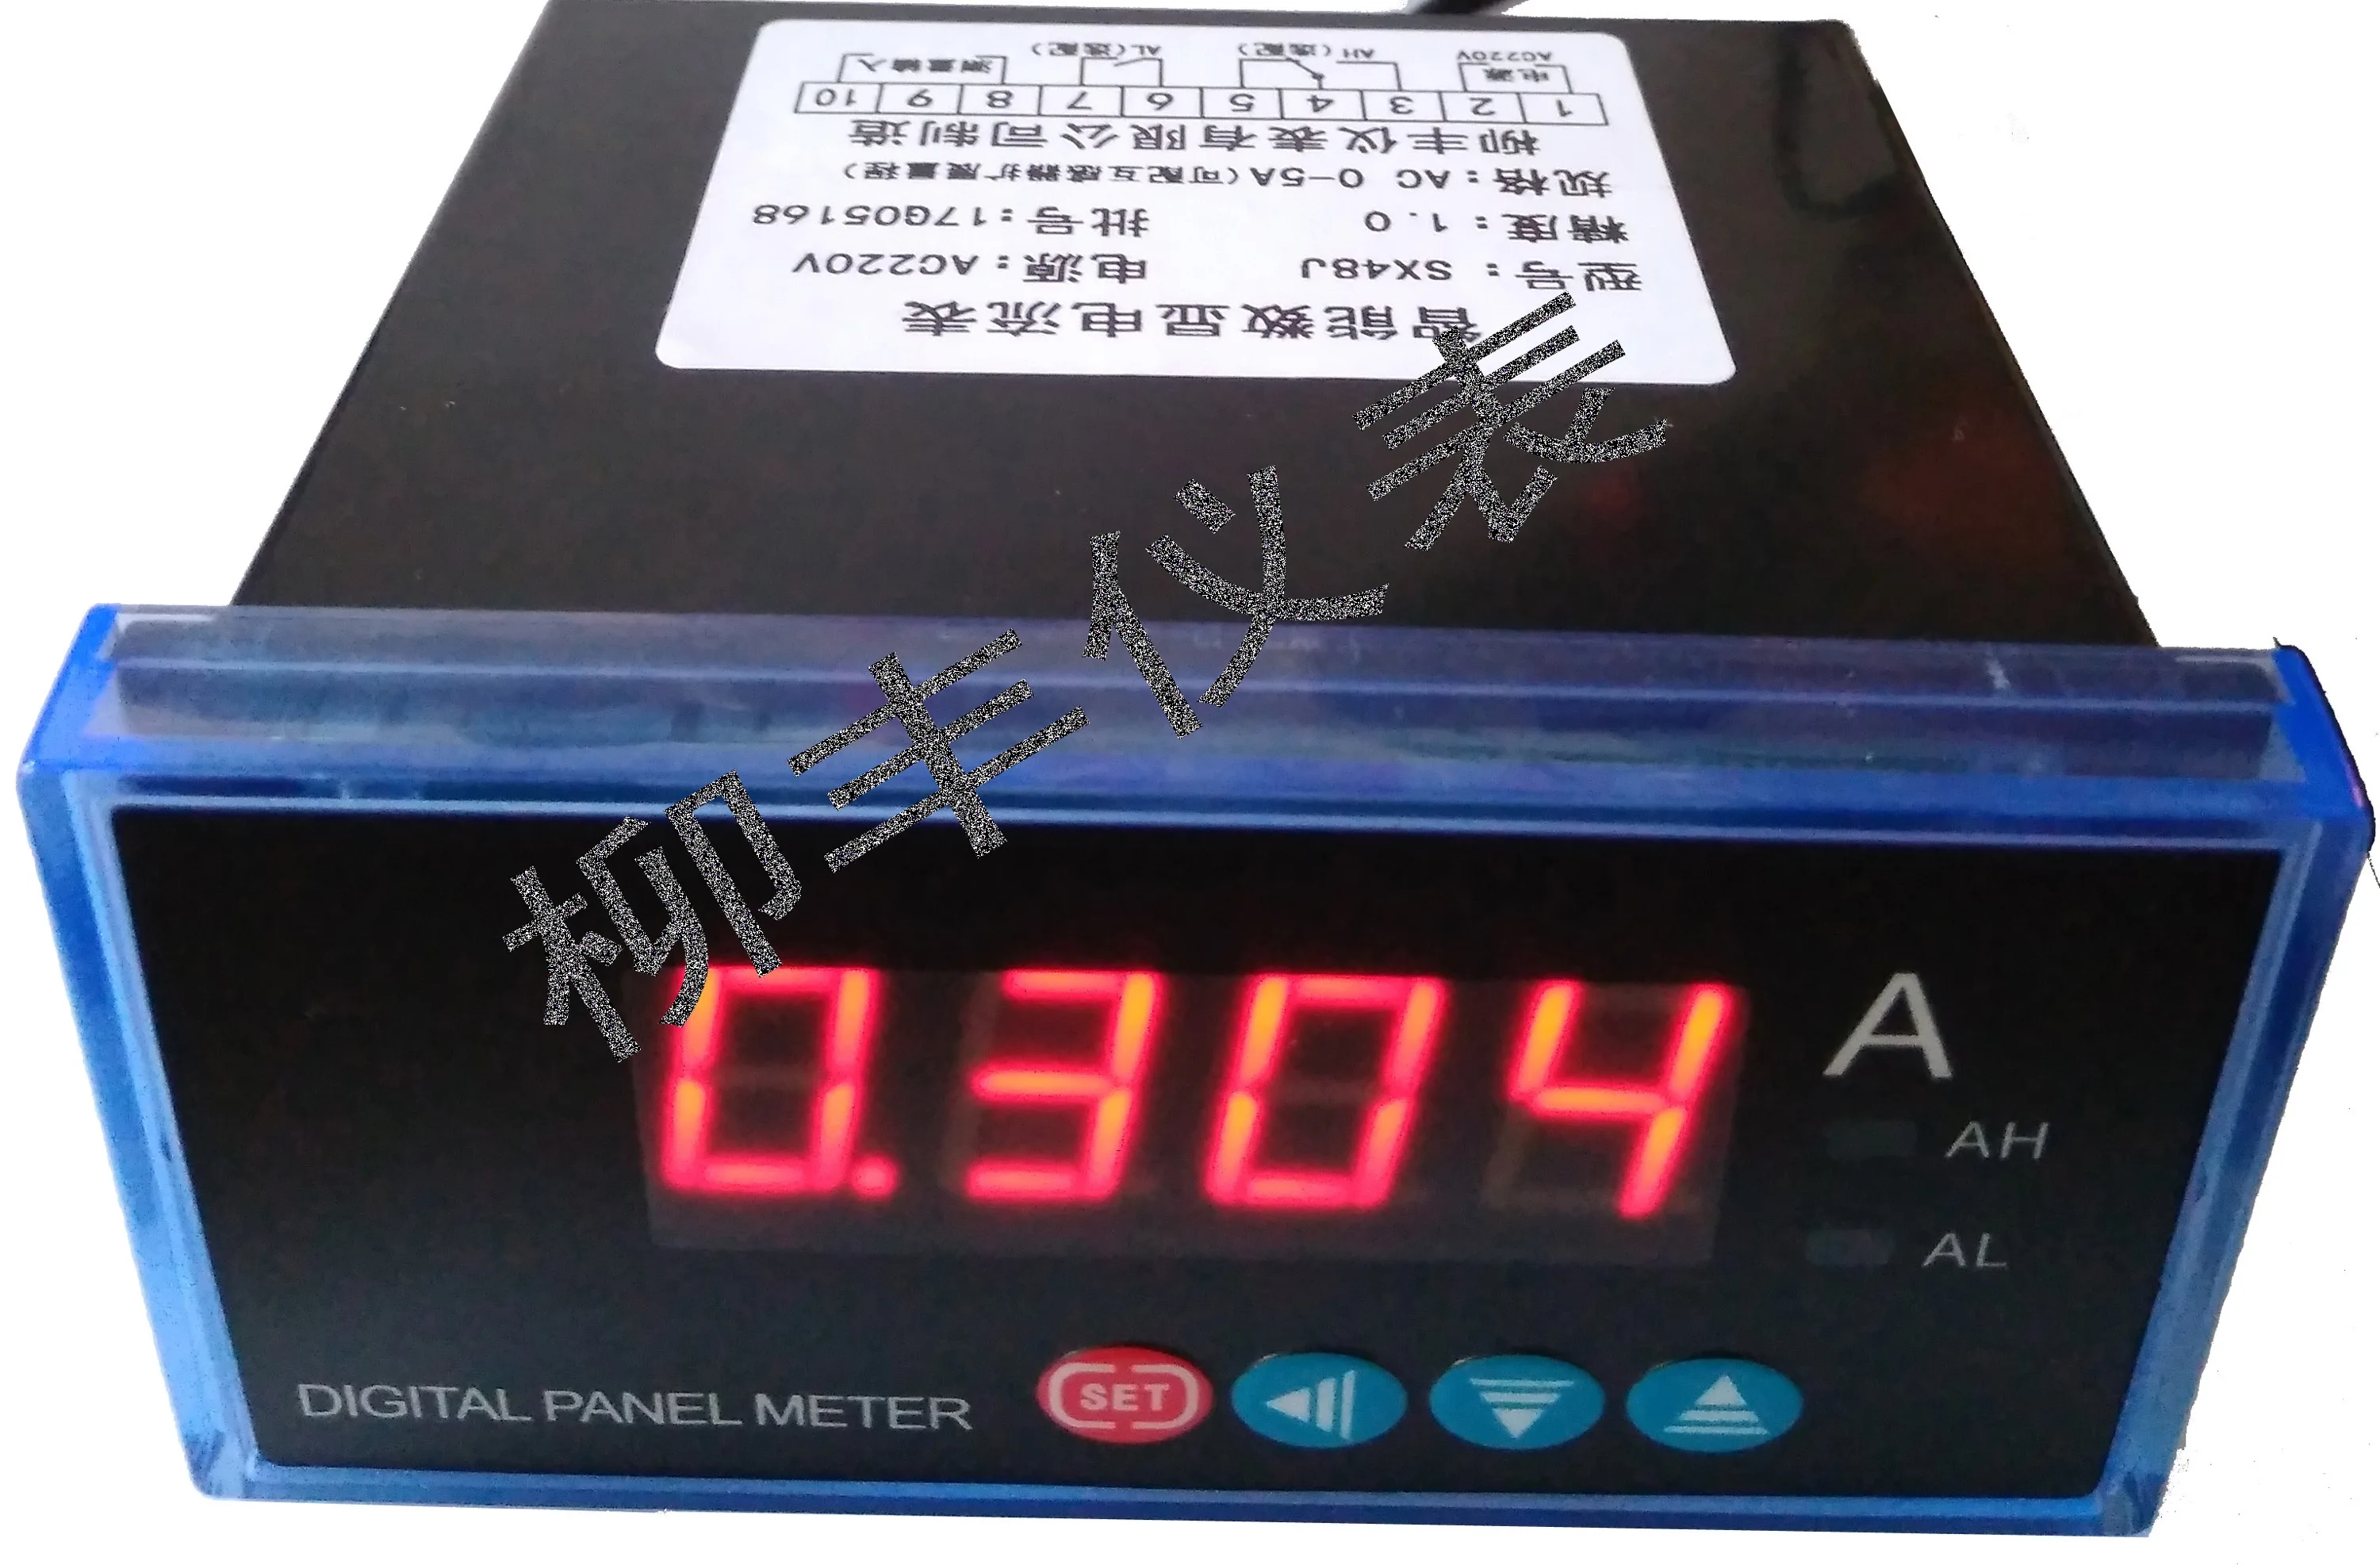 智能数显电流表
型号：SX48J 电源：AC220V
精度：1.0 批号：17G05168
规格：AC 0-5A(可配互感器扩展量程)
柳丰仪表有限公司制造
1 2 3 4 5 6 7 8 9 10
电源 测量输入
AC220V AH(选配) AL(选配)
柳丰仪表
0.304 A
AH
AL
DIGITAL PANEL METER SET